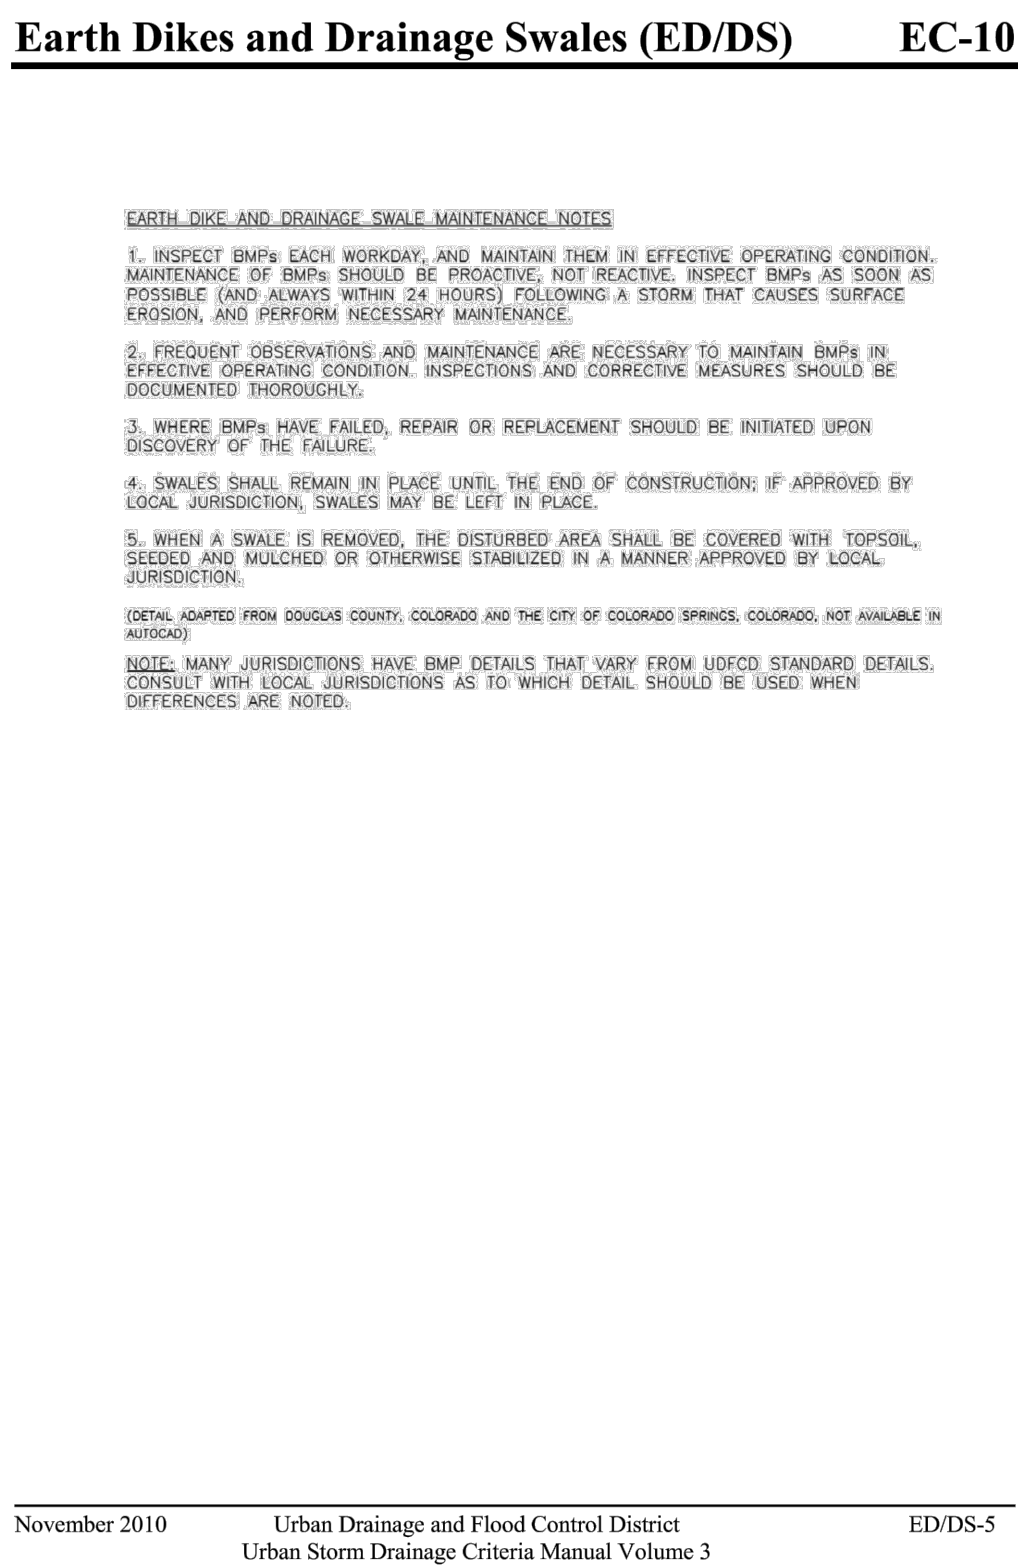 Earth Dikes and Drainage Swales (ED/DS) EC-10
EARTH DIKE AND DRAINAGE SWALE MAINTENANCE NOTES
1. INSPECT BMPs EACH WORKDAY, AND MAINTAIN THEM IN EFFECTIVE OPERATING CONDITION.
MAINTENANCE OF BMPs SHOULD BE PROACTIVE, NOT REACTIVE. INSPECT BMPs AS SOON AS
POSSIBLE (AND ALWAYS WITHIN 24 HOURS) FOLLOWING A STORM THAT CAUSES SURFACE
EROSION, AND PERFORM NECESSARY MAINTENANCE.
2. FREQUENT OBSERVATIONS AND MAINTENANCE ARE NECESSARY TO MAINTAIN BMPs IN
EFFECTIVE OPERATING CONDITION. INSPECTIONS AND CORRECTIVE MEASURES SHOULD BE
DOCUMENTED THOROUGHLY.
3. WHERE BMPs HAVE FAILED, REPAIR OR REPLACEMENT SHOULD BE INITIATED UPON
DISCOVERY OF THE FAILURE.
4. SWALES SHALL REMAIN IN PLACE UNTIL THE END OF CONSTRUCTION; IF APPROVED BY
LOCAL JURISDICTION, SWALES MAY BE LEFT IN PLACE.
5. WHEN A SWALE IS REMOVED, THE DISTURBED AREA SHALL BE COVERED WITH TOPSOIL,
SEEDED AND MULCHED OR OTHERWISE STABILIZED IN A MANNER APPROVED BY LOCAL
JURISDICTION.
(DETAIL ADAPTED FROM DOUGLAS COUNTY, COLORADO AND THE CITY OF COLORADO SPRINGS, COLORADO, NOT AVAILABLE IN
AUTOCAD)
NOTE: MANY JURISDICTIONS HAVE BMP DETAILS THAT VARY FROM UDFCD STANDARD DETAILS.
CONSULT WITH LOCAL JURISDICTIONS AS TO WHICH DETAIL SHOULD BE USED WHEN
DIFFERENCES ARE NOTED.
November 2010 Urban Drainage and Flood Control District ED/DS-5
Urban Storm Drainage Criteria Manual Volume 3